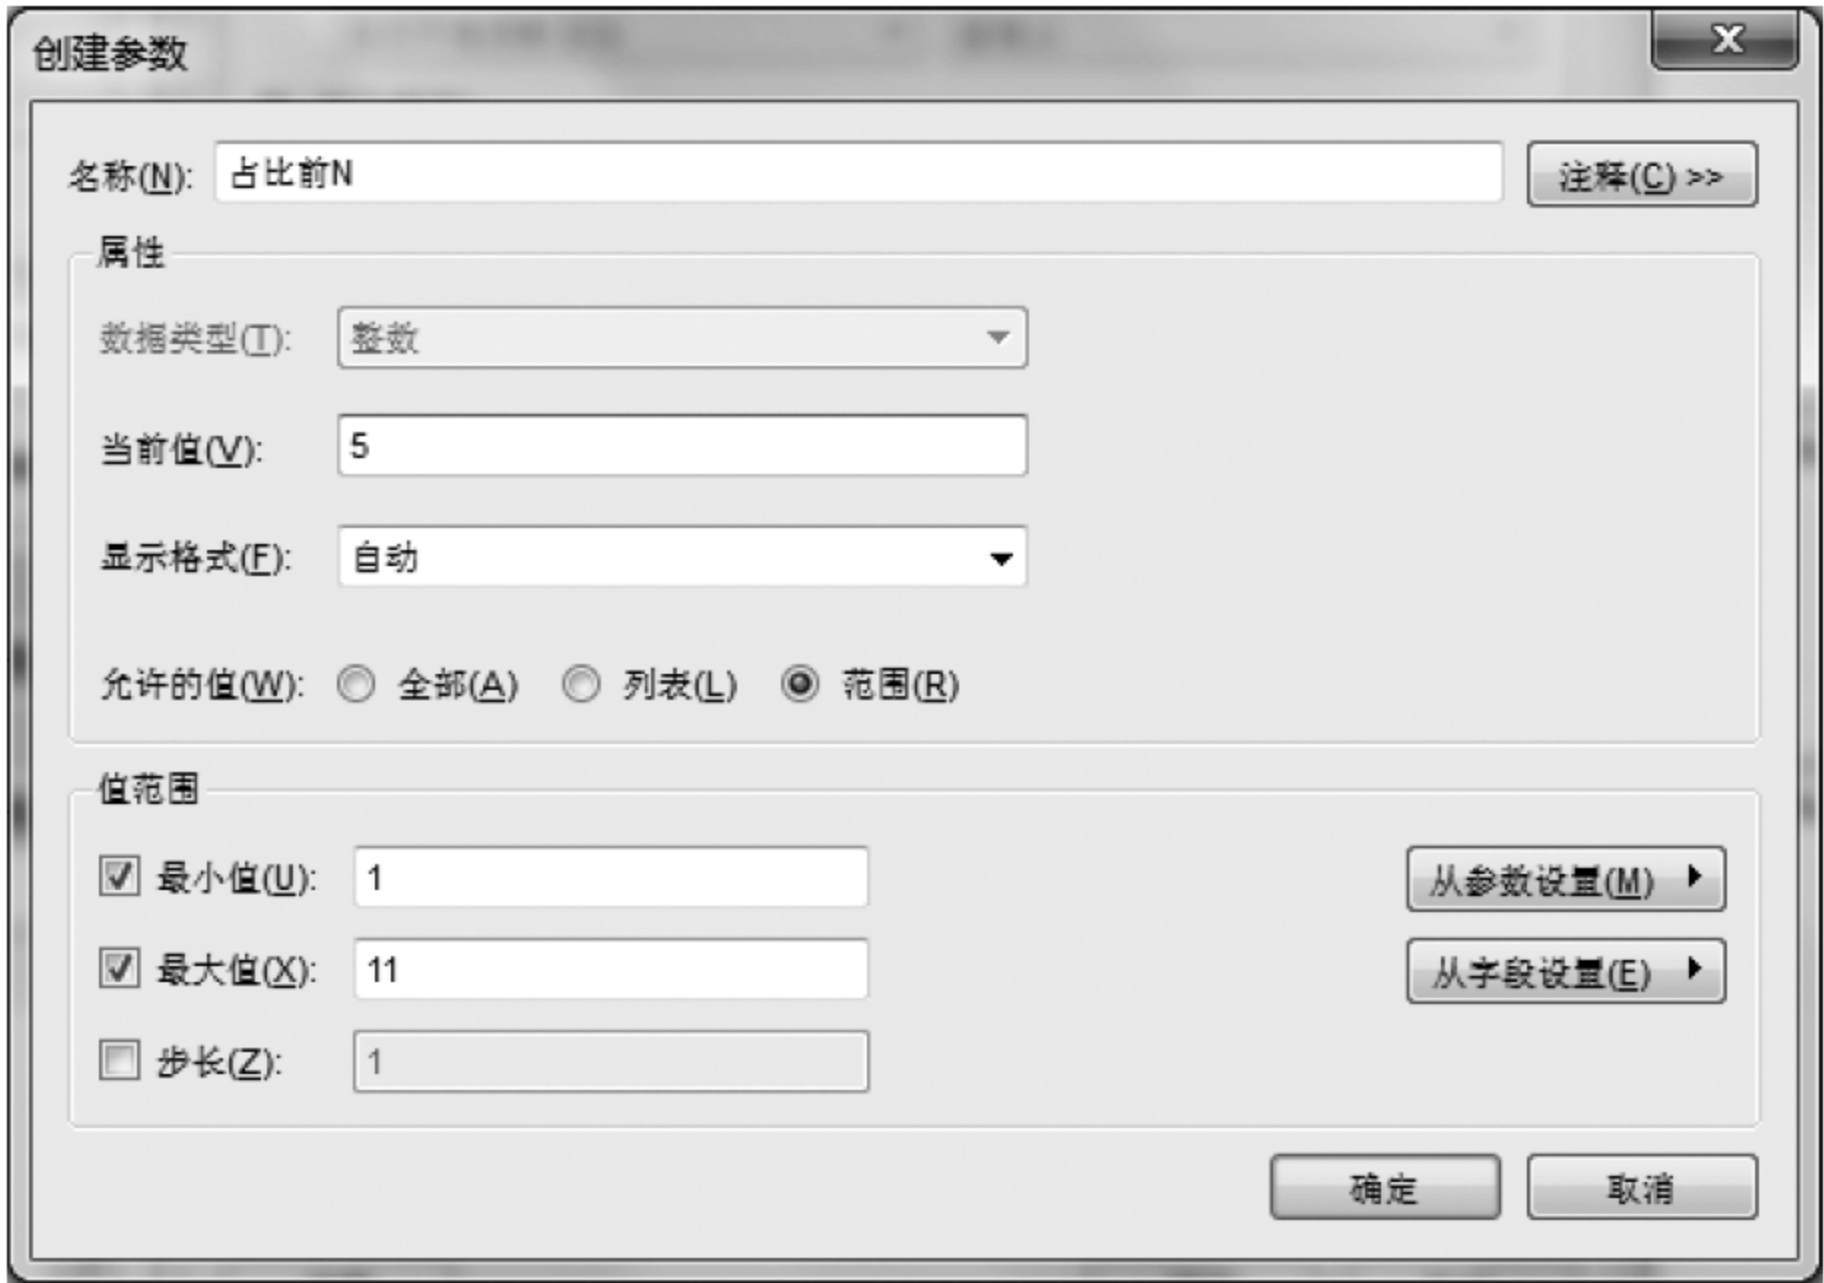 创建参数
名称(N): 占比前N 注释(C) >>
属性
数据类型(T): 整数
当前值(V): 5
显示格式(F): 自动
允许的值(W): 全部(A) 列表(L) 范围(R)
值范围
最小值(U): 1 从参数设置(M)
最大值(X): 11 从字段设置(E)
步长(Z): 1
确定 取消